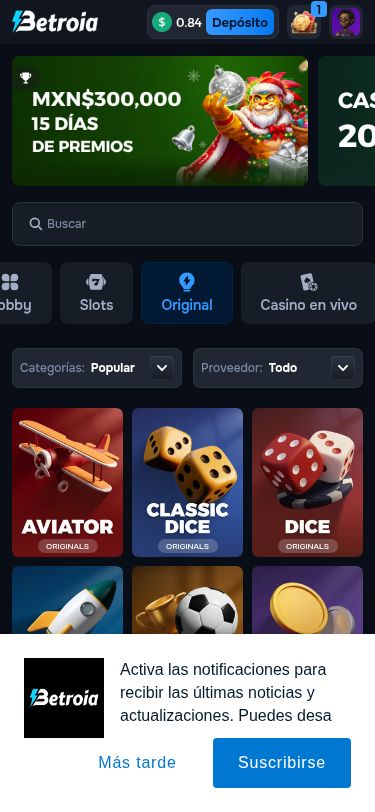 Betroia
$ 0.84 Depósito
1
MXN$300,000
15 DÍAS
DE PREMIOS
CAS
20
Buscar
obby
Slots
Original
Casino en vivo
Categorías: Popular
Proveedor: Todo
AVIATOR
ORIGINALS
CLASSIC
DICE
ORIGINALS
DICE
ORIGINALS
Betroia
Activa las notificaciones para
recibir las últimas noticias y
actualizaciones. Puedes desa
Más tarde
Suscribirse